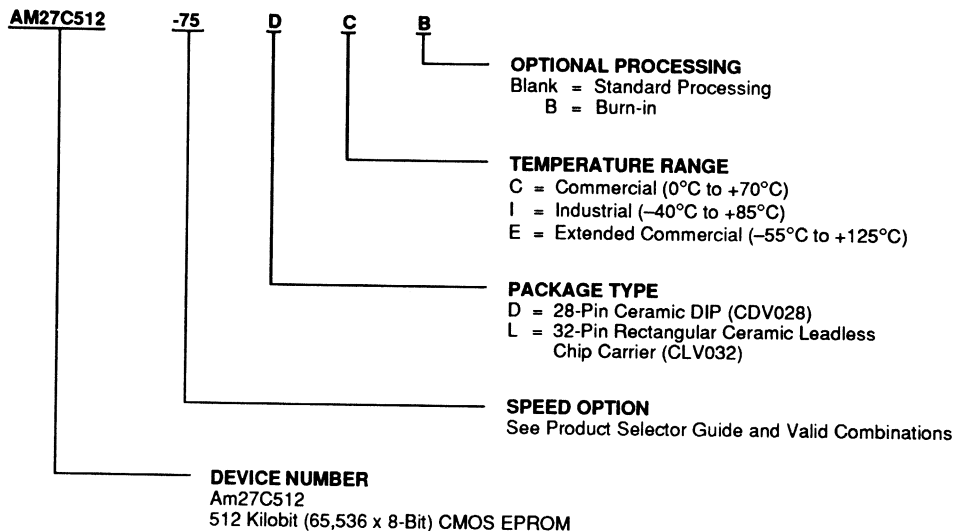 AM27C512 -75 D C B
OPTIONAL PROCESSING
Blank = Standard Processing
B = Burn-in
TEMPERATURE RANGE
C = Commercial (0°C to +70°C)
I = Industrial (–40°C to +85°C)
E = Extended Commercial (–55°C to +125°C)
PACKAGE TYPE
D = 28-Pin Ceramic DIP (CDV028)
L = 32-Pin Rectangular Ceramic Leadless
Chip Carrier (CLV032)
SPEED OPTION
See Product Selector Guide and Valid Combinations
DEVICE NUMBER
Am27C512
512 Kilobit (65,536 x 8-Bit) CMOS EPROM